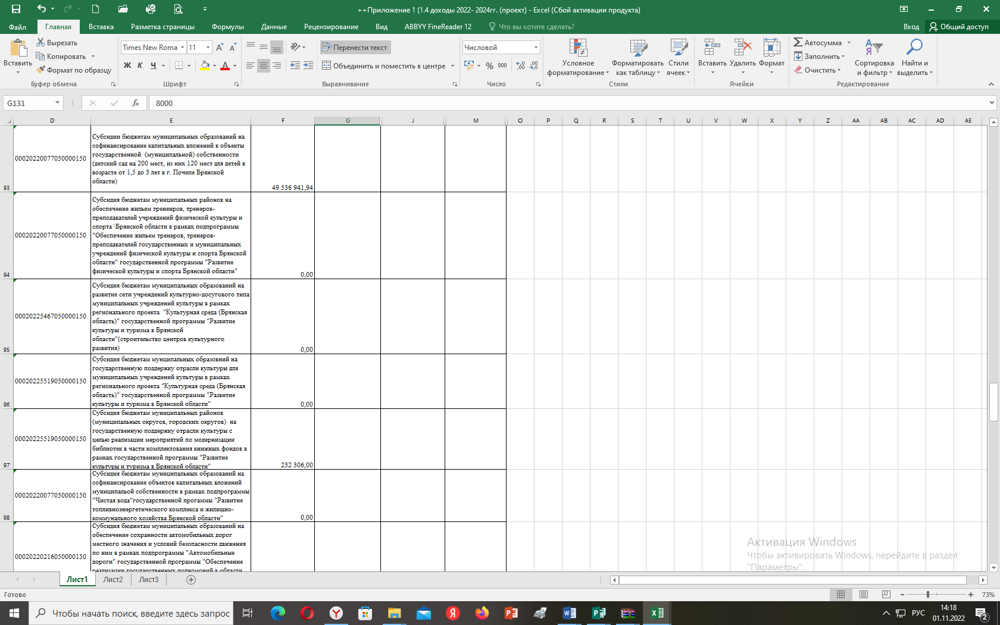 ++Приложение 1 (1.4 доходы 2022- 2024гг. (проект) - Excel (Сбой активации продукта)
Файл Главная Вставка Разметка страницы Формулы Данные Рецензирование Вид ABBYY FineReader 12 Что вы хотите сделать? Вход Общий доступ
Вставить
Вырезать
Копировать
Формат по образцу
Буфер обмена
Times New Roma 11
Ж К Ч А
Шрифт
Перенести текст
Объединить и поместить в центре
Выравнивание
Числовой
% 000
Число
Условное форматирование
Форматировать как таблицу
Стили ячеек
Стили
Вставить Удалить Формат
Ячейки
Автосумма
Заполнить
Очистить
Сортировка и фильтр
Найти и выделить
Редактирование
G131 fx 8000
D E F G J M O P Q R S T U V W X Y Z AA AB AC AD AE
93 00020220077050000150
Субсидии бюджетам муниципальных образований на
софинансирование капитальных вложений в объекты
государственной (муниципальной) собственности
(детский сад на 200 мест, из них 120 мест для детей в
возрасте от 1,5 до 3 лет в г. Почепе Брянской
области)
49 536 941,94
94 00020220077050000150
Субсидия бюджетам муниципальных районов на
обеспечение жильем трененров, тренеров-
преподавателей учреждений физической культуры и
спорта \Брянской области в рамках подпрограммы
"Обеспечение жильем тренеров, тренеров-
преподавателей государственных и муниципальных
учреждений физической культуры и спорта Брянской
области" государственной программы "Развитие
физической культуры и спорта Брянской области"
0,00
95 00020225467050000150
Субсидия бюджетам муниципальных образований на
развитие сети учреждений культурно-досугового типа
муниципальных учреждений культуры в рамках
регионального проекта "Культурная среда (Брянская
область)" государственной программы "Развитие
культуры и туризма в Брянской
области"(строительство центров культурного
развития)
0,00
96 00020225519050000150
Субсидия бюджетам мунципальных образовний на
государственную поддержку отрасли культуры для
муниципальных учреждений культуры в рамках
регионального проекта "Культурная среда (Брянская
область)" государственной программы "Развитие
культуры и туризма в Брянской области"
0,00
97 00020225519050000150
Субсидия бюджетам муниципальных районов
(муниципальных округов, городских округов) на
государственную поддержку отрасли культуры с
целью реализации мероприятий по модернизации
библиотек в части комплектования книжных фондов в
рамках государственной программы "Развитие
культуры и туризма в Брянской области"
232 306,00
98 00020220077050000150
Субсидия бюджетам муниципальных образований на
софинансирование объектов капитальных вложений
муниципальой собственности в рамках подпрограммы
"Чистая вода"государственной прогаммы "Развитие
топливноэнергетического комплекса и жилищно-
коммунального хозяйства Брянской области"
0,00
00020220216050000150
Субсидия бюджетам муниципальных образований на
обеспечение сохранности автомобильных дорог
местного значения и условий безопасности движения
по ним в рамках подпрограммы "Автомобильные
дороги" государственной программы "Обеспечение
реализации государственных полномочий в области
Активация Windows
Чтобы активировать Windows, перейдите в раздел
"Параметры".
Лист1 Лист2 Лист3
Готово 73%
Чтобы начать поиск, введите здесь запрос
РУС
14:18
01.11.2022
2